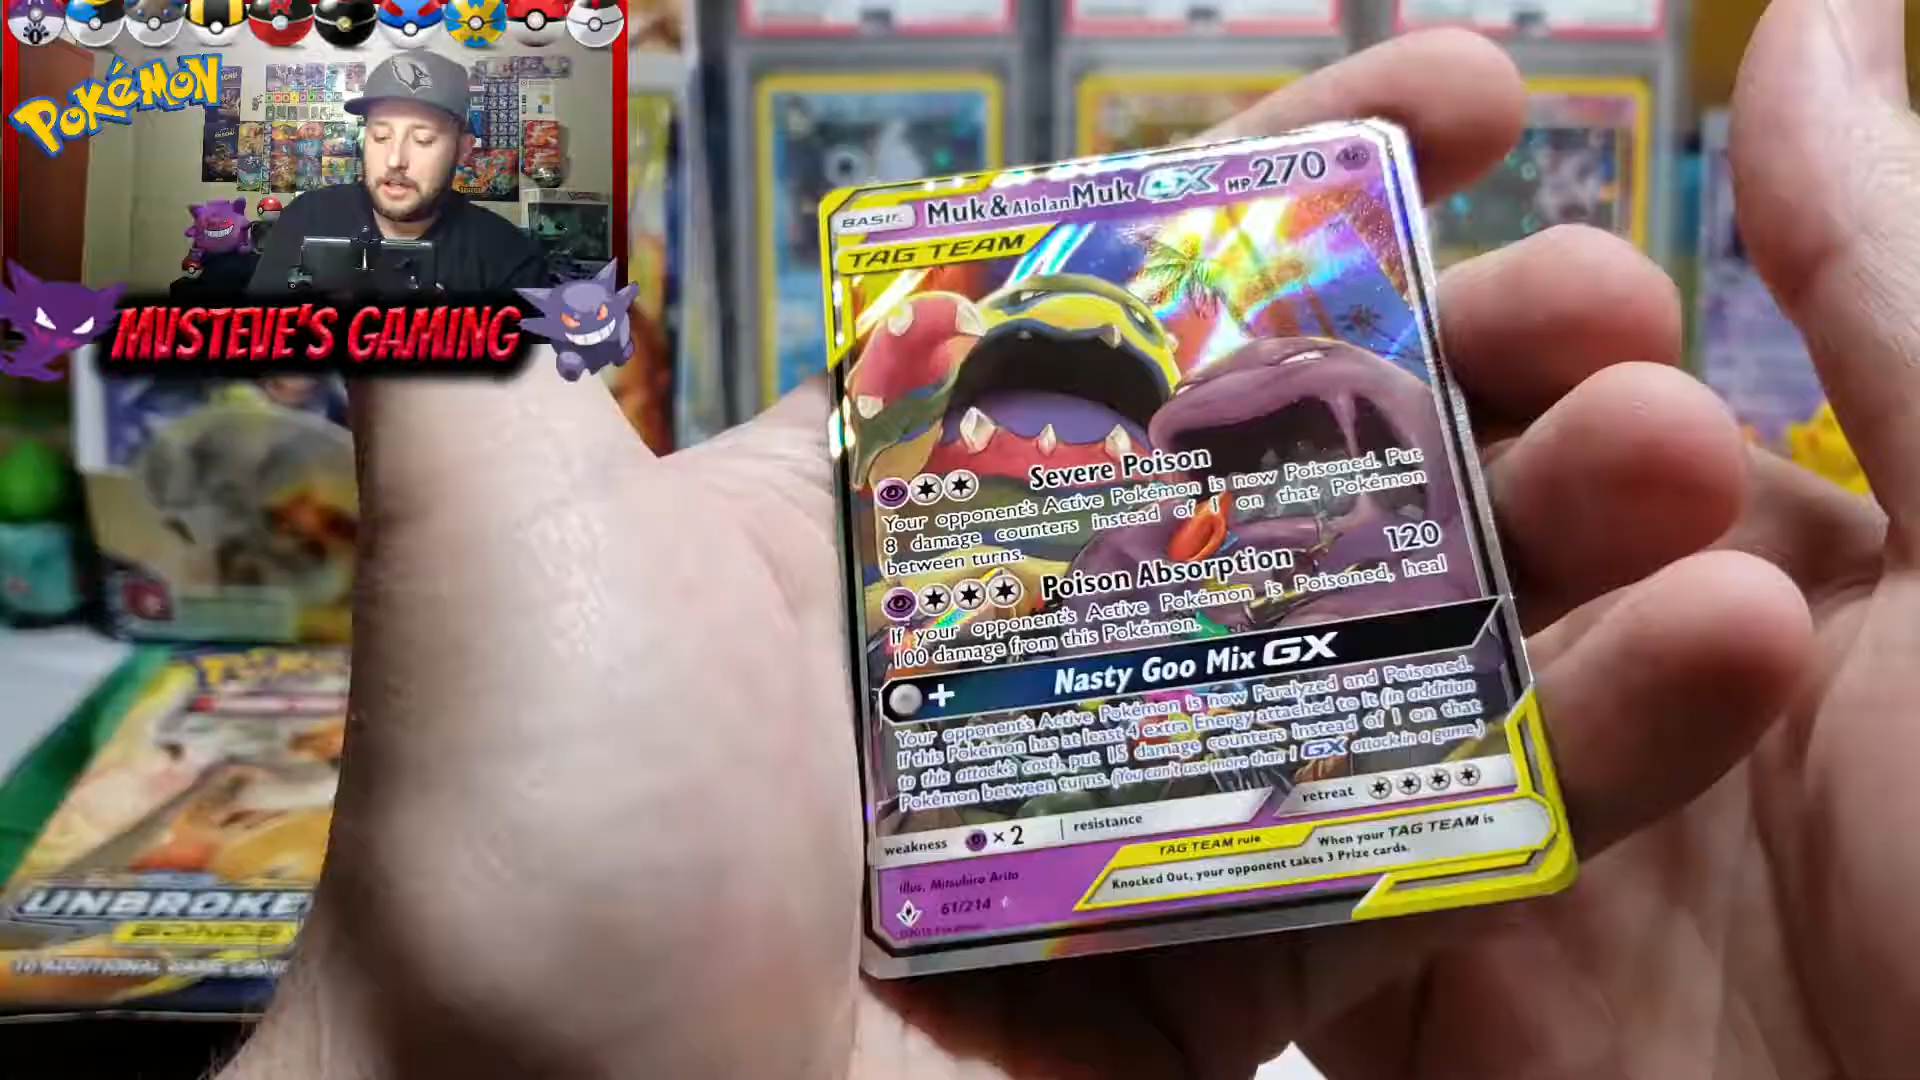 POKéMON
MVSTEVE'S GAMING
BASIC Muk & Alolan Muk GX HP 270
TAG TEAM
Severe Poison
Your opponent's Active Pokémon is now Poisoned. Put
8 damage counters instead of 1 on that Pokémon
between turns.
Poison Absorption 120
If your opponent's Active Pokémon is Poisoned, heal
100 damage from this Pokémon.
+ Nasty Goo Mix GX
Your opponent's Active Pokémon is now Paralyzed and Poisoned.
If this Pokémon has at least 4 extra Energy attached to it (in addition
to this attack's cost), put 15 damage counters instead of 1 on that
Pokémon between turns. (You can't use more than 1 GX attack in a game.)
weakness ×2 resistance retreat
TAG TEAM rule When your TAG TEAM is
Knocked Out, your opponent takes 3 Prize cards.
Illus. Mitsuhiro Arita
61/214
UNBROKE
BONDS
10 ADDITIONAL GAME CAR